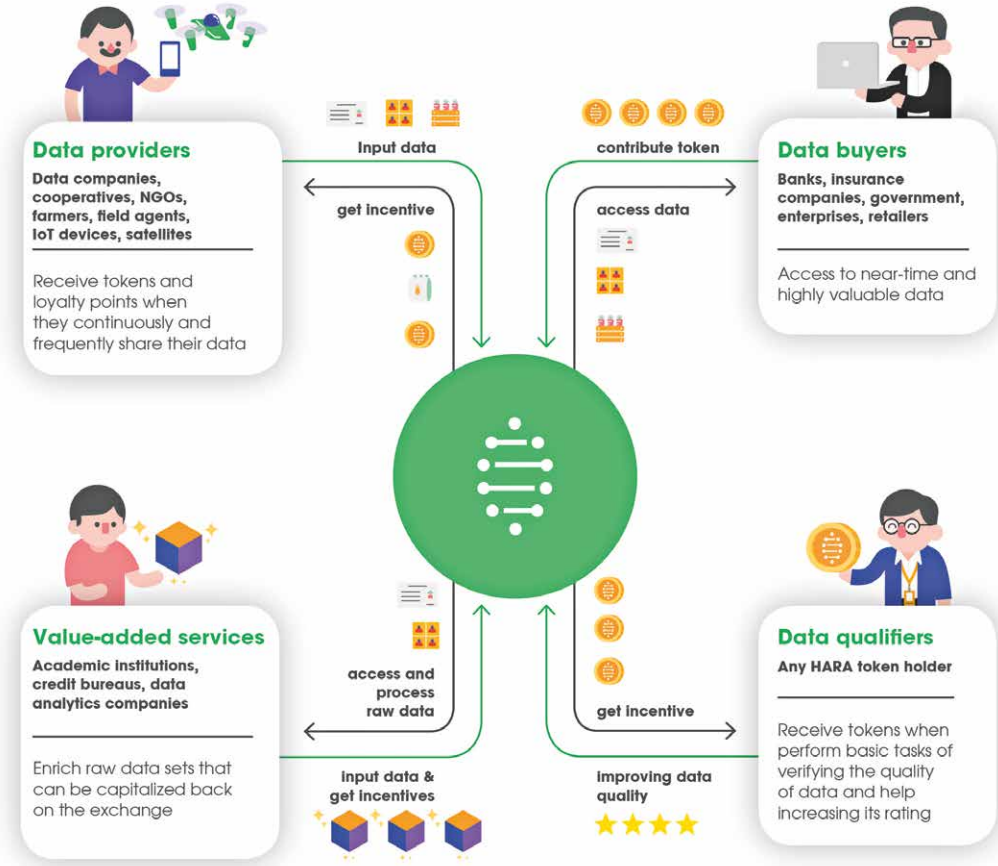 Data providers
Data companies,
cooperatives, NGOs,
farmers, field agents,
IoT devices, satellites
Receive tokens and
loyalty points when
they continuously and
frequently share their data
Input data
get incentive
contribute token
access data
Data buyers
Banks, insurance
companies, government,
enterprises, retailers
Access to near-time and
highly valuable data
Value-added services
Academic institutions,
credit bureaus, data
analytics companies
Enrich raw data sets that
can be capitalized back
on the exchange
access and
process
raw data
input data &
get incentives
get incentive
improving data
quality
Data qualifiers
Any HARA token holder
Receive tokens when
perform basic tasks of
verifying the quality
of data and help
increasing its rating